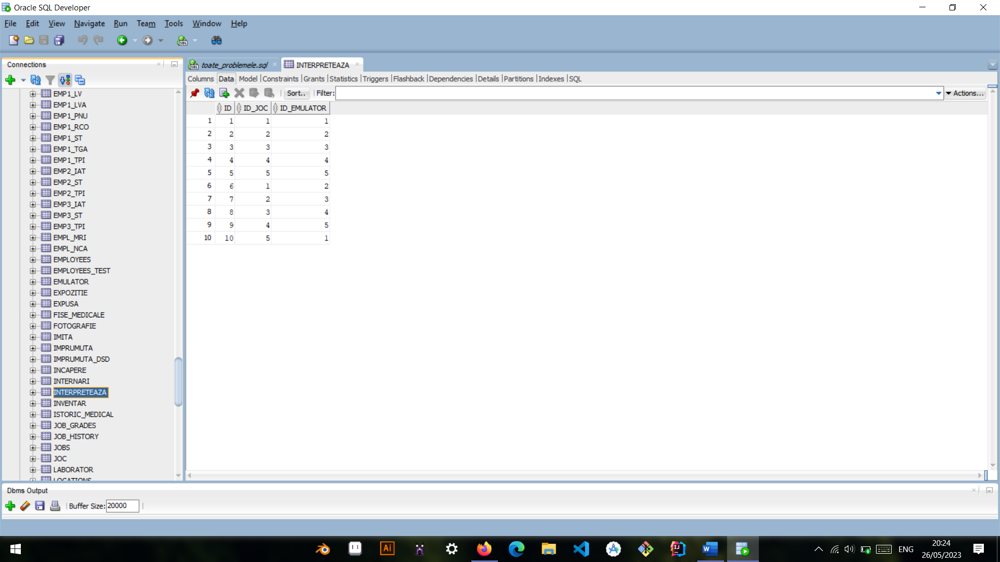 Oracle SQL Developer
File Edit View Navigate Run Team Tools Window Help
Connections
EMP1_LV
EMP1_LVA
EMP1_PNU
EMP1_RCO
EMP1_ST
EMP1_TGA
EMP1_TPI
EMP2_IAT
EMP2_ST
EMP2_TPI
EMP3_IAT
EMP3_ST
EMP3_TPI
EMPL_MRI
EMPL_NCA
EMPLOYEES
EMPLOYEES_TEST
EMULATOR
EXPOZITIE
EXPUSA
FISE_MEDICALE
FOTOGRAFIE
IMITA
IMPRUMUTA
IMPRUMUTA_DSD
INCAPERE
INTERNARI
INTERPRETEAZA
INVENTAR
ISTORIC_MEDICAL
JOB_GRADES
JOB_HISTORY
JOBS
JOC
LABORATOR
LOCATIONS
toate_problemele.sql INTERPRETEAZA
Columns Data Model Constraints Grants Statistics Triggers Flashback Dependencies Details Partitions Indexes SQL
Sort.. Filter: Actions...
ID ID_JOC ID_EMULATOR
1 1 1 1
2 2 2 2
3 3 3 3
4 4 4 4
5 5 5 5
6 6 1 2
7 7 2 3
8 8 3 4
9 9 4 5
10 10 5 1
Dbms Output
Buffer Size: 20000
ENG
20:24
26/05/2023